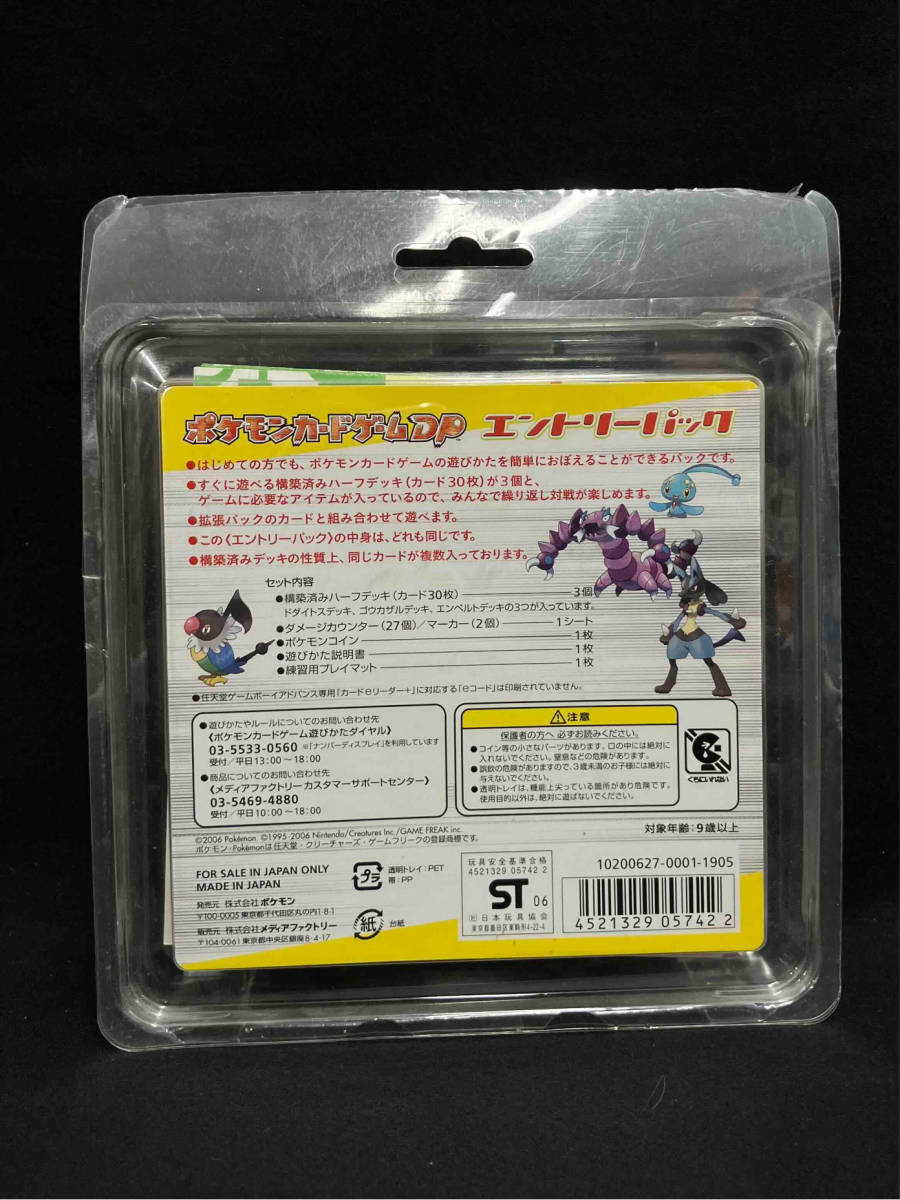 ポケモンカードゲームDP エントリーパック
●はじめての方でも、ポケモンカードゲームの遊びかたを簡単におぼえることができるパックです。
●すぐに遊べる構築済みハーフデッキ(カード30枚)が3個と、
ゲームに必要なアイテムが入っているので、みんなで繰り返し対戦が楽しめます。
●拡張パックのカードと組み合わせて遊べます。
●この〈エントリーパック〉の中身は、どれも同じです。
●構築済みデッキの性質上、同じカードが複数入っております。
セット内容
●構築済みハーフデッキ(カード30枚) 3個
ドダイトスデッキ、ゴウカザルデッキ、エンペルトデッキの3つが入っています。
●ダメージカウンター(27個)/マーカー(2個) 1シート
●ポケモンコイン 1枚
●遊びかた説明書 1枚
●練習用プレイマット 1枚
●任天堂ゲームボーイアドバンス専用「カードeリーダー+」に対応する「eコード」は印刷されていません。
●遊びかたやルールについてのお問い合わせ先
《ポケモンカードゲーム遊びかたダイヤル》
03-5533-0560 ※「ナンバーディスプレイ」を利用しています
受付/平日13:00〜18:00
●商品についてのお問い合わせ先
《メディアファクトリー カスタマーサポートセンター》
03-5469-4880
受付/平日10:00〜18:00
⚠注意
保護者の方へ 必ずお読みください。
●コイン等の小さなパーツがあります。口の中には絶対に
入れないでください。窒息などの危険があります。
●誤飲の危険がありますので、3歳未満のお子様には絶対に
与えないでください。
●透明トレイは、機能上尖っている箇所があり危険です。
使用目的以外は、絶対に遊ばないでください。
くちにいれない
©2006 Pokémon. ©1995-2006 Nintendo/Creatures Inc./GAME FREAK inc.
ポケモン・Pokémonは任天堂・クリーチャーズ・ゲームフリークの登録商標です。
対象年齢:9歳以上
FOR SALE IN JAPAN ONLY
MADE IN JAPAN
発売元 株式会社ポケモン
〒100-0005 東京都千代田区丸の内1-8-1
販売元 株式会社メディアファクトリー
〒104-0061 東京都中央区銀座8-4-17
プラ
透明トレイ:PET
帯:PP
紙
台紙
玩具安全基準合格
4521329 05742 2
ST 06
㈳日本玩具協会
東京都墨田区東駒形4-22-4
10200627-0001-1905
4 521329 057422